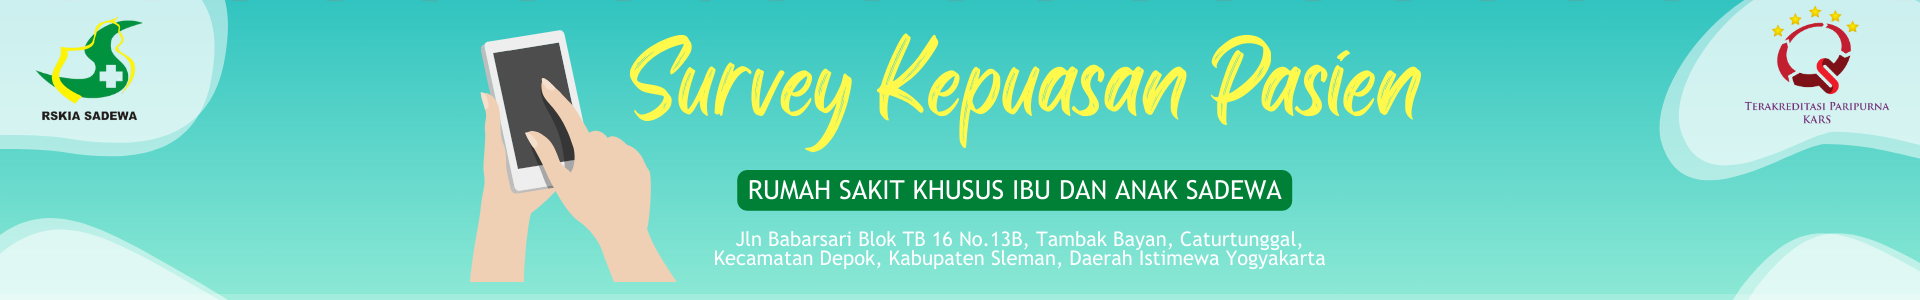 RSKIA SADEWA
Survey Kepuasan Pasien
RUMAH SAKIT KHUSUS IBU DAN ANAK SADEWA
Jln Babarsari Blok TB 16 No.13B, Tambak Bayan, Caturtunggal,
Kecamatan Depok, Kabupaten Sleman, Daerah Istimewa Yogyakarta
TERAKREDITASI PARIPURNA
KARS